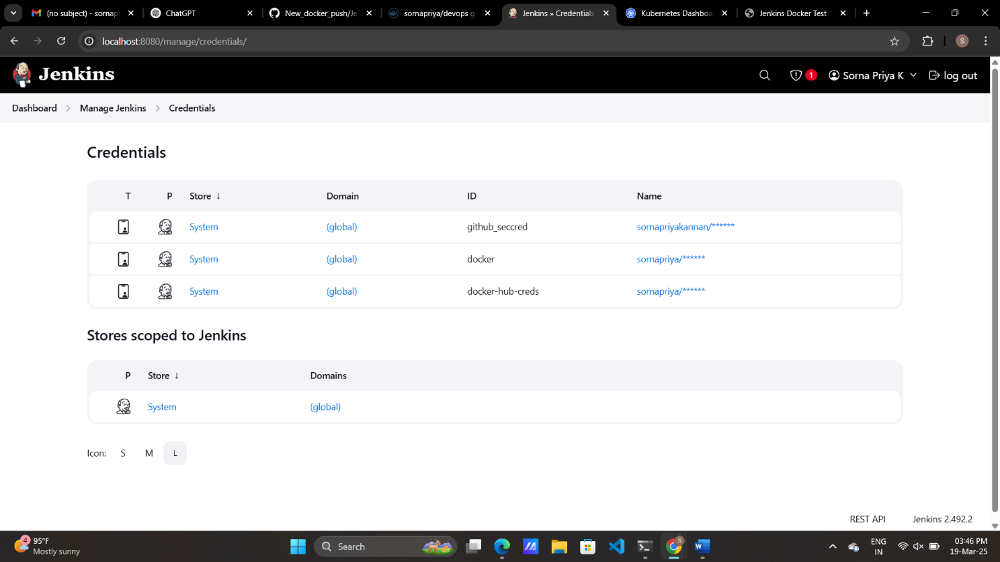 (no subject) - sornap
ChatGPT
New_docker_push/Je
sornapriya/devops ge
Jenkins » Credentials
Kubernetes Dashboa
Jenkins Docker Test
localhost:8080/manage/credentials/
S
Jenkins
1
Sorna Priya K
log out
Dashboard
Manage Jenkins
Credentials
Credentials
T P Store ↓ Domain ID Name
System (global) github_seccred sornapriyakannan/******
System (global) docker sornapriya/******
System (global) docker-hub-creds sornapriya/******
Stores scoped to Jenkins
P Store ↓ Domains
System (global)
Icon: S M L
REST API Jenkins 2.492.2
4
95°F
Mostly sunny
Search
S
ENG
IN
03:46 PM
19-Mar-25